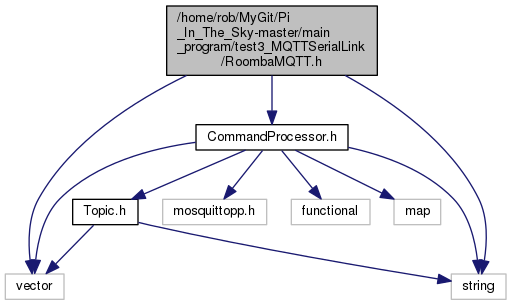 /home/rob/MyGit/Pi
_In_The_Sky-master/main
_program/test3_MQTTSerialLink
/RoombaMQTT.h
CommandProcessor.h
Topic.h
mosquittopp.h
functional
map
vector
string